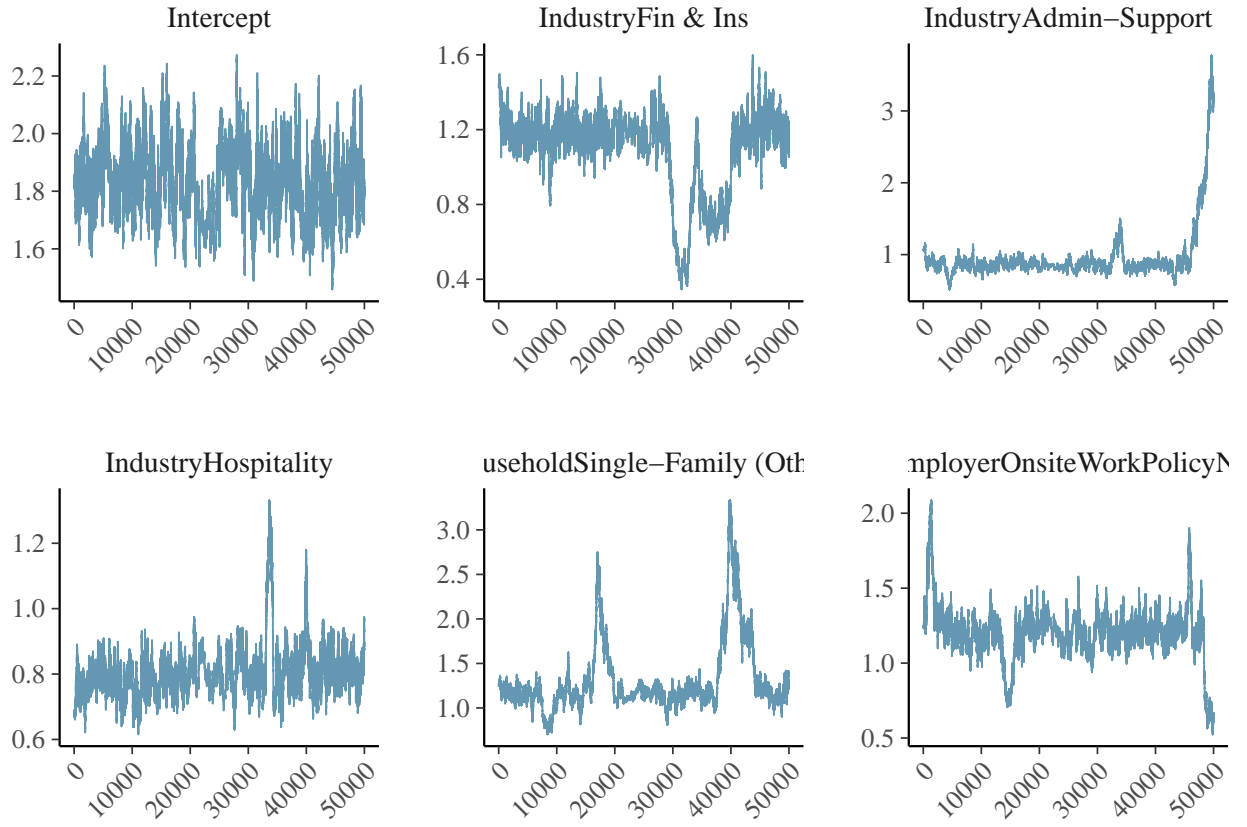 Intercept
IndustryFin & Ins
IndustryAdmin−Support
2.2
2.0
1.8
1.6
0 10000 20000 30000 40000 50000
1.6
1.2
0.8
0.4
0 10000 20000 30000 40000 50000
3
2
1
0 10000 20000 30000 40000 50000
IndustryHospitality
useholdSingle−Family (Oth
mployerOnsiteWorkPolicyN
1.2
1.0
0.8
0.6
0 10000 20000 30000 40000 50000
3.0
2.5
2.0
1.5
1.0
0 10000 20000 30000 40000 50000
2.0
1.5
1.0
0.5
0 10000 20000 30000 40000 50000